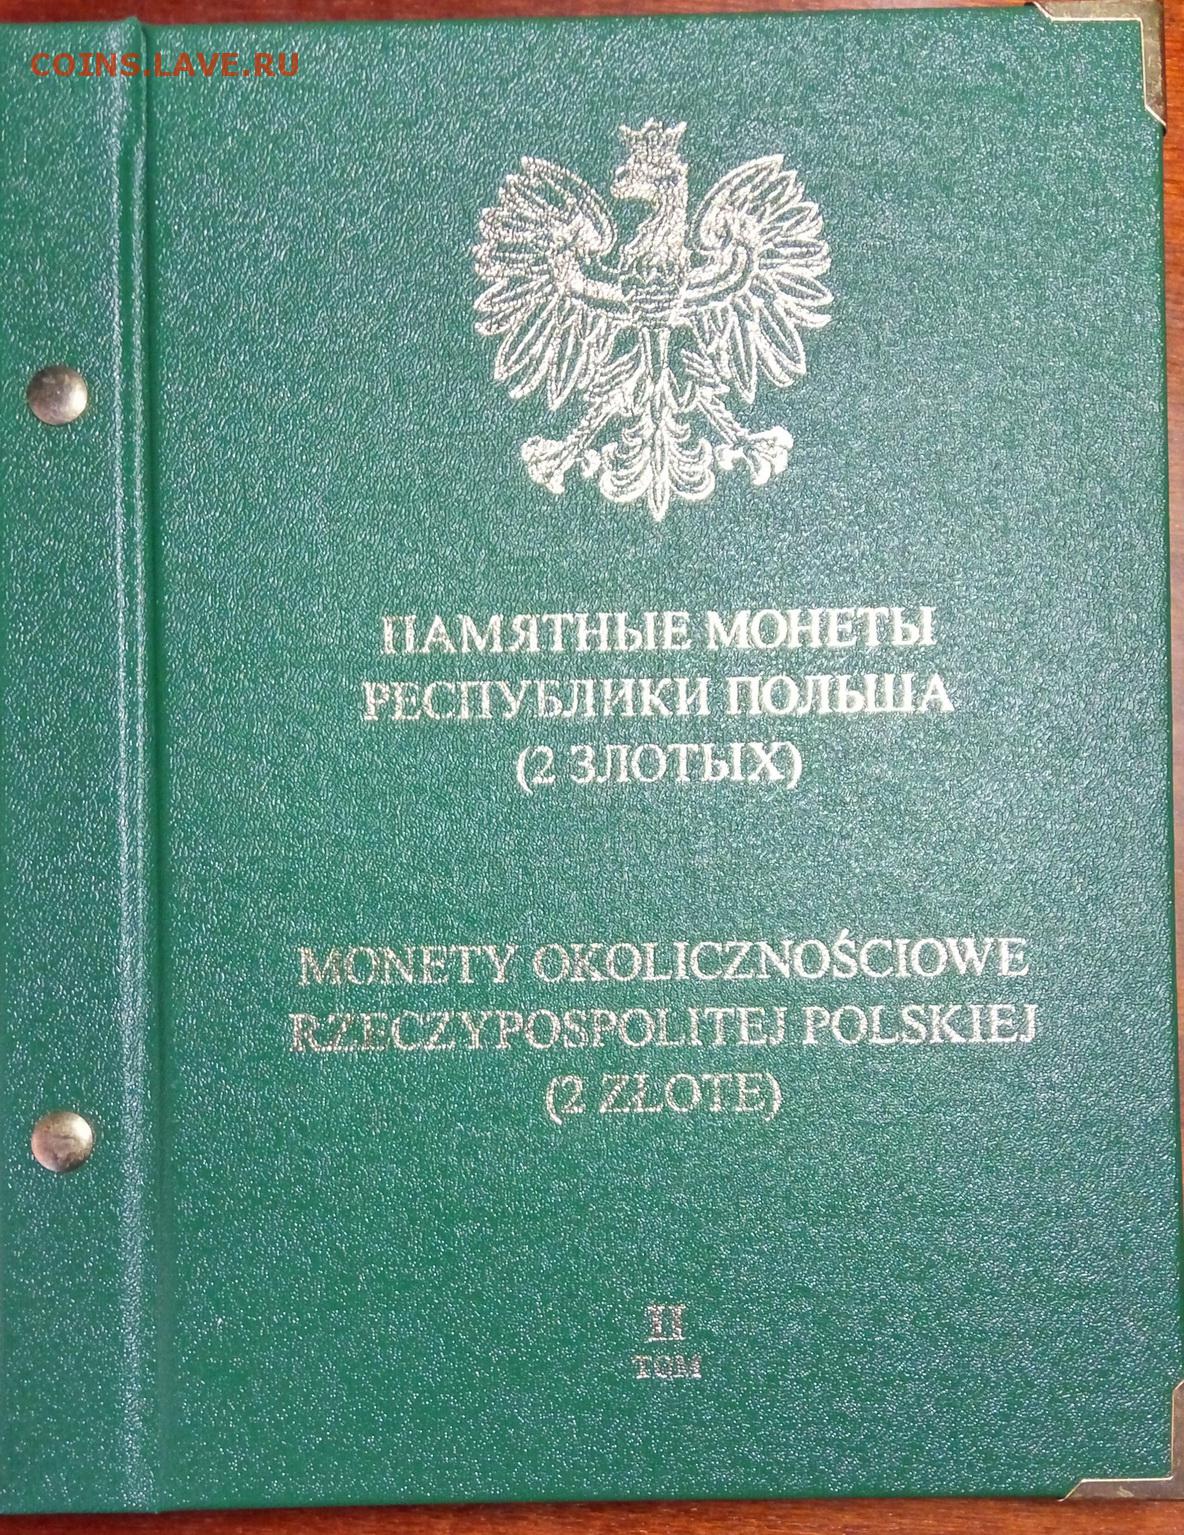 COINS.LAVE.RU
ПАМЯТНЫЕ МОНЕТЫ
РЕСПУБЛИКИ ПОЛЬША
(2 ЗЛОТЫХ)
MONETY OKOLICZNOŚCIOWE
RZECZYPOSPOLITEJ POLSKIEJ
(2 ZŁOTE)
II
ТОМ